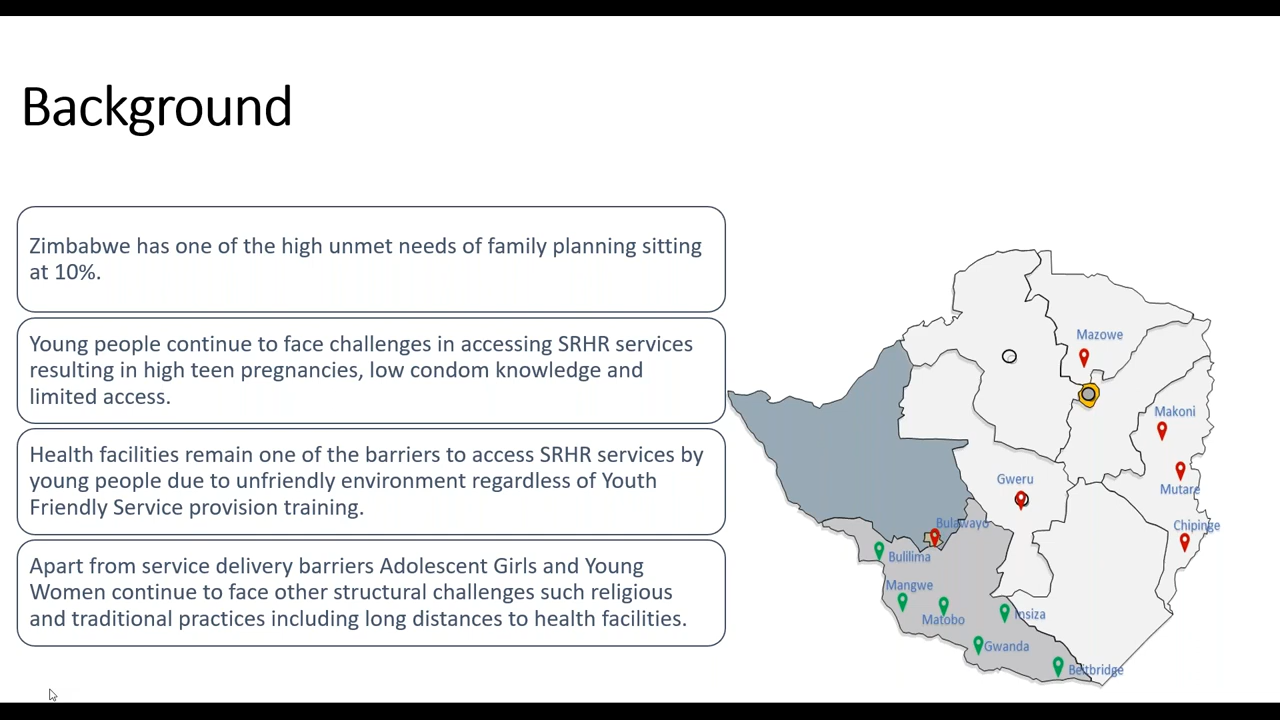 Background
Zimbabwe has one of the high unmet needs of family planning sitting
at 10%.
Young people continue to face challenges in accessing SRHR services
resulting in high teen pregnancies, low condom knowledge and
limited access.
Health facilities remain one of the barriers to access SRHR services by
young people due to unfriendly environment regardless of Youth
Friendly Service provision training.
Apart from service delivery barriers Adolescent Girls and Young
Women continue to face other structural challenges such religious
and traditional practices including long distances to health facilities.
Mazowe
Makoni
Mutare
Gweru
Chipinge
Bulawayo
Bulilima
Mangwe
Matobo
Insiza
Gwanda
Beitbridge